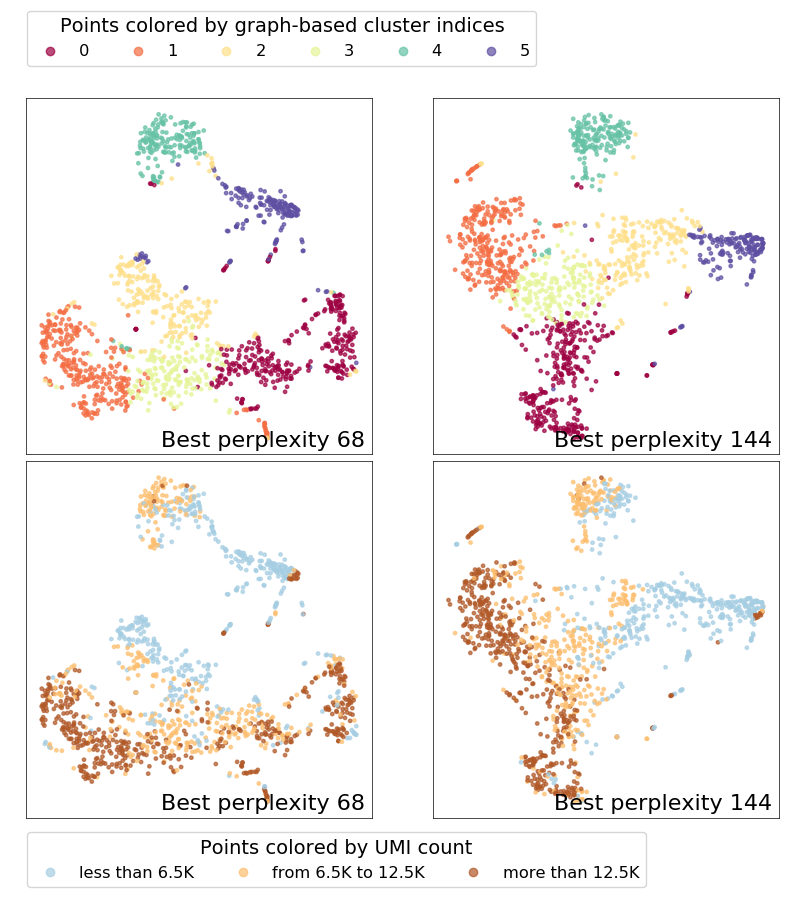 Points colored by graph-based cluster indices
0 1 2 3 4 5
Best perplexity 68
Best perplexity 144
Best perplexity 68
Best perplexity 144
Points colored by UMI count
less than 6.5K from 6.5K to 12.5K more than 12.5K